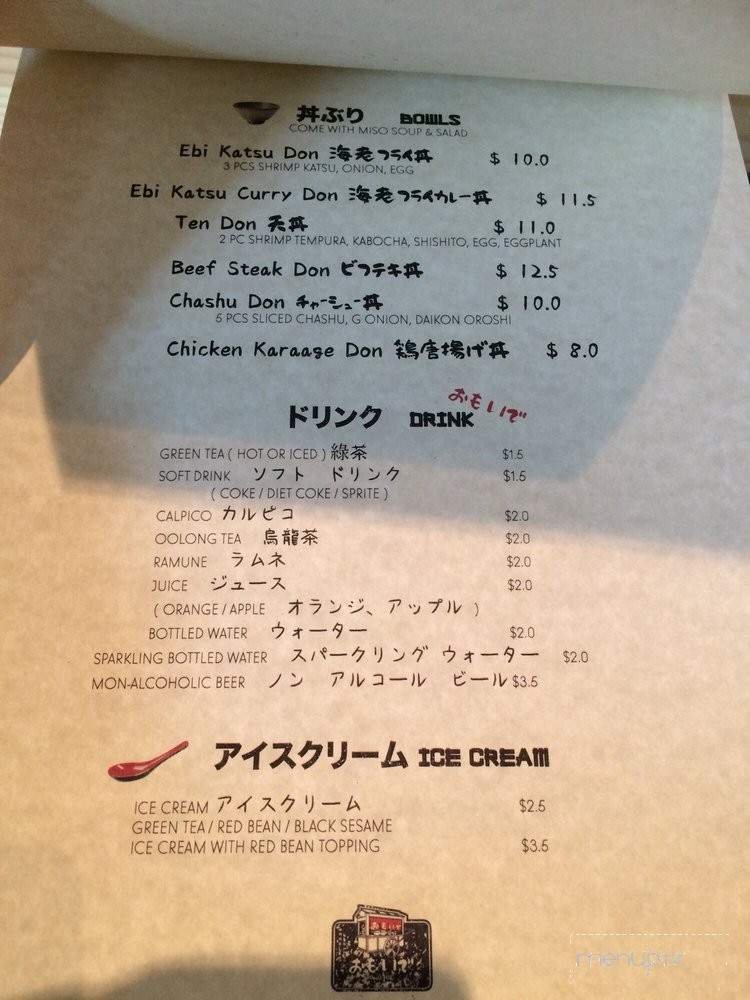 丼ぶり BOWLS
COME WITH MISO SOUP & SALAD
Ebi Katsu Don 海老フライ丼 $ 10.0
3 PCS SHRIMP KATSU, ONION, EGG
Ebi Katsu Curry Don 海老フライカレー丼 $ 11.5
Ten Don 天丼 $ 11.0
2 PC SHRIMP TEMPURA, KABOCHA, SHISHITO, EGG, EGGPLANT
Beef Steak Don ビフテキ丼 $ 12.5
Chashu Don チャーシュー丼 $ 10.0
5 PCS SLICED CHASHU, G ONION, DAIKON OROSHI
Chicken Karaage Don 鶏唐揚げ丼 $ 8.0
おもいで
ドリンク DRINK
GREEN TEA ( HOT OR ICED ) 綠茶 $1.5
SOFT DRINK ソフト ドリンク $1.5
( COKE / DIET COKE / SPRITE )
CALPICO カルピコ $2.0
OOLONG TEA 烏龍茶 $2.0
RAMUNE ラムネ $2.0
JUICE ジュース $2.0
( ORANGE / APPLE オランジ、アップル )
BOTTLED WATER ウォーター $2.0
SPARKLING BOTTLED WATER スパークリング ウォーター $2.0
MON-ALCOHOLIC BEER ノン アルコール ビール $3.5
アイスクリーム ICE CREAM
ICE CREAM アイスクリーム $2.5
GREEN TEA / RED BEAN / BLACK SESAME
ICE CREAM WITH RED BEAN TOPPING $3.5
おもいで
おもいで
menupix